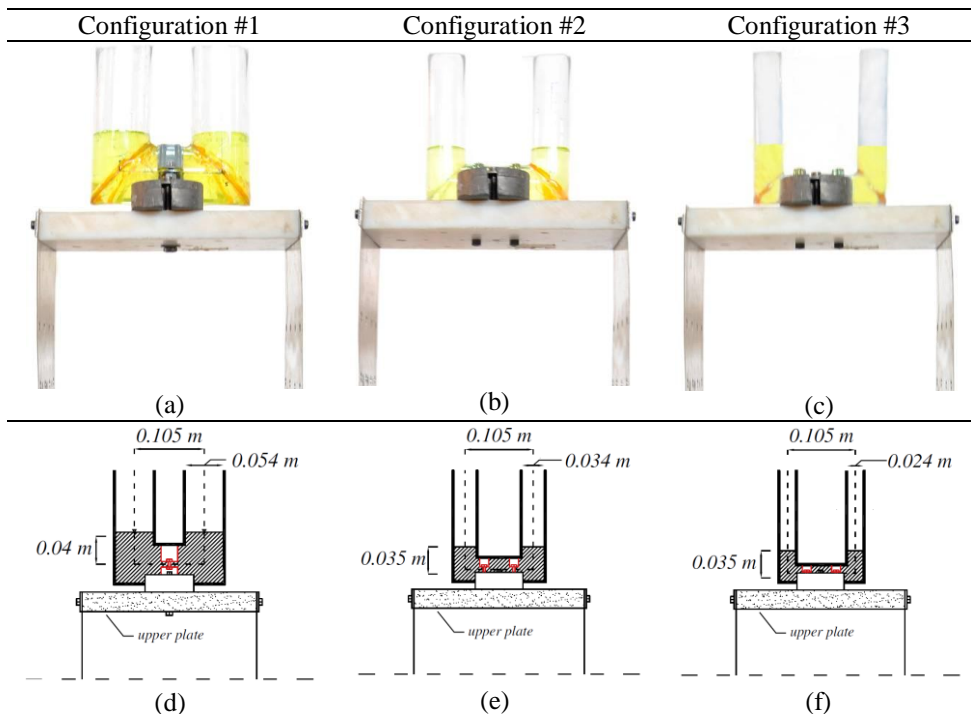 Configuration #1 Configuration #2 Configuration #3
(a) (b) (c)
0.105 m 0.105 m 0.105 m
0.054 m 0.034 m 0.024 m
0.04 m 0.035 m 0.035 m
upper plate upper plate upper plate
(d) (e) (f)